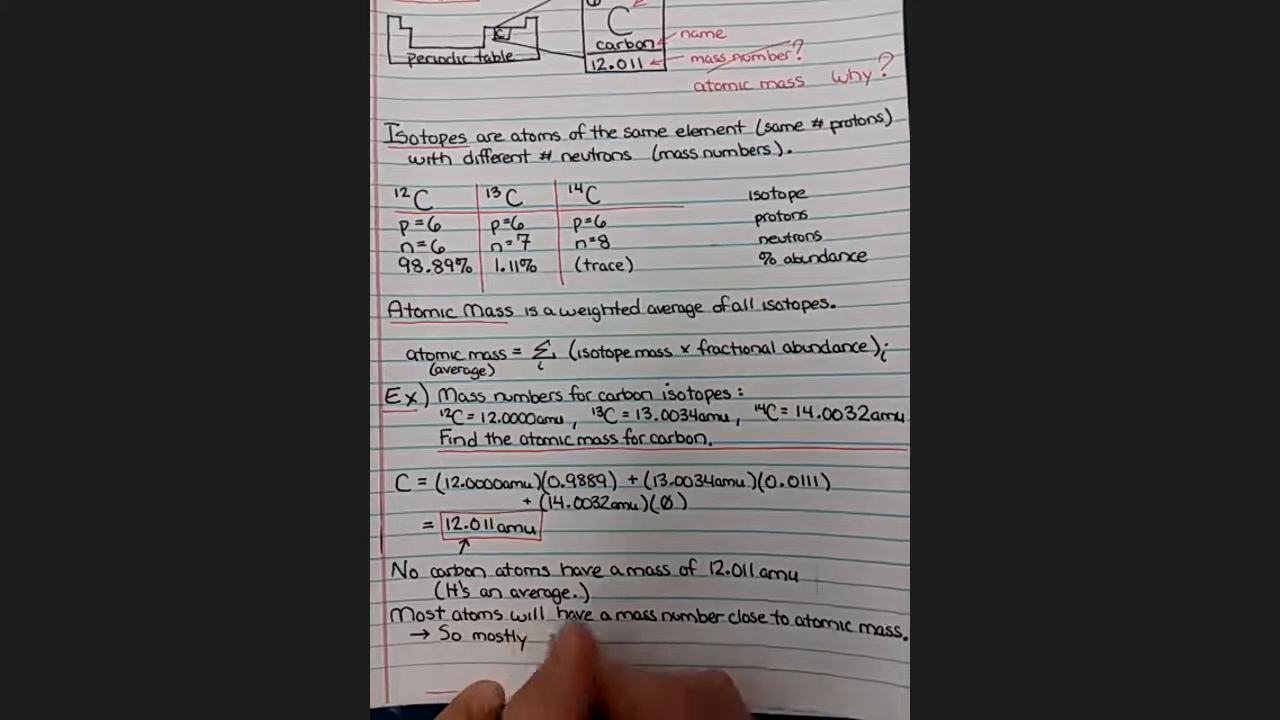 C
carbon
name
12.011
mass number?
atomic mass why?
C
periodic table
Isotopes are atoms of the same element (same # protons)
with different # neutrons (mass numbers).
¹²C ¹³C ¹⁴C isotope
p=6 p=6 p=6 protons
n=6 n=7 n=8 neutrons
98.89% 1.11% (trace) % abundance
Atomic Mass is a weighted average of all isotopes.
atomic mass = Σᵢ (isotope mass × fractional abundance)ᵢ
(average)
Ex) Mass numbers for carbon isotopes:
¹²C = 12.0000amu, ¹³C = 13.0034amu, ¹⁴C = 14.0032amu
Find the atomic mass for carbon.
C = (12.0000amu)(0.9889) + (13.0034amu)(0.0111)
+ (14.0032amu)(0)
= 12.011amu
No carbon atoms have a mass of 12.011amu
(It's an average.)
Most atoms will have a mass number close to atomic mass.
→ So mostly